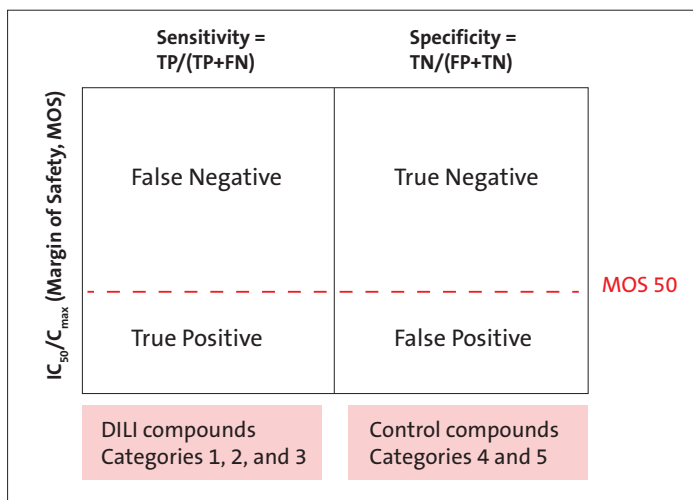 Sensitivity =
TP/(TP+FN)
Specificity =
TN/(FP+TN)
IC50/Cmax (Margin of Safety, MOS)
False Negative
True Negative
MOS 50
True Positive
False Positive
DILI compounds
Categories 1, 2, and 3
Control compounds
Categories 4 and 5